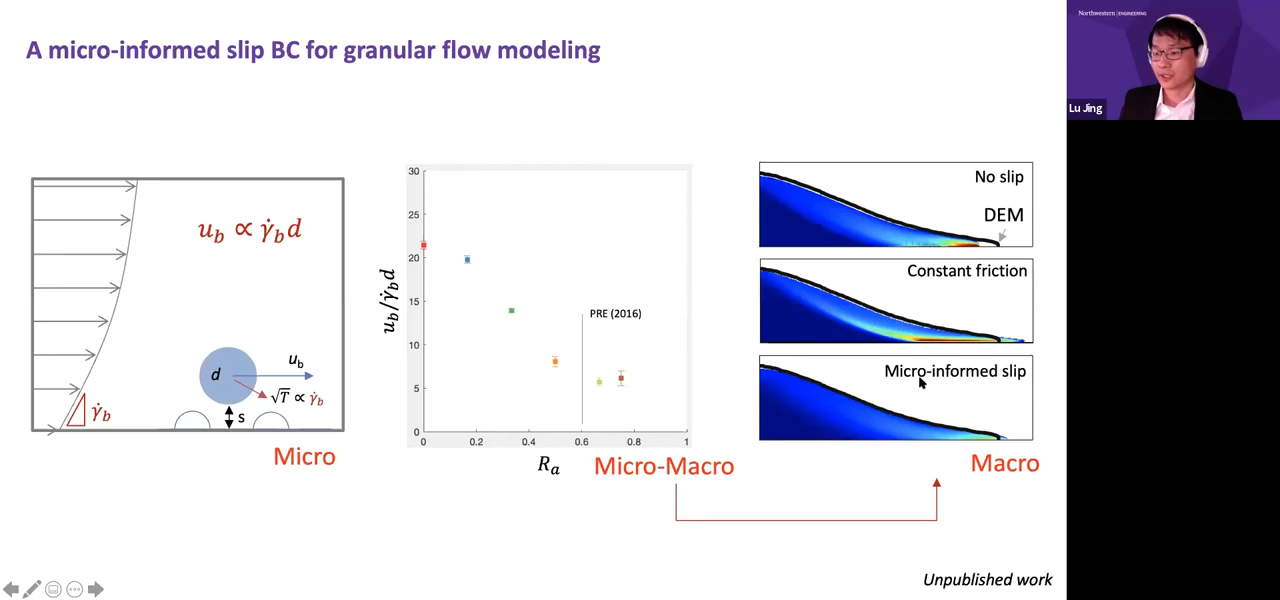 A micro-informed slip BC for granular flow modeling
Northwestern | ENGINEERING
Lu Jing
u_b ∝ γ̇_b d
d
u_b
√T ∝ γ̇_b
s
γ̇_b
Micro
u_b/γ̇_b d
30
25
20
15
10
5
0
0 0.2 0.4 0.6 0.8 1
PRE (2016)
R_a
Micro-Macro
No slip
DEM
Constant friction
Micro-informed slip
Macro
Unpublished work